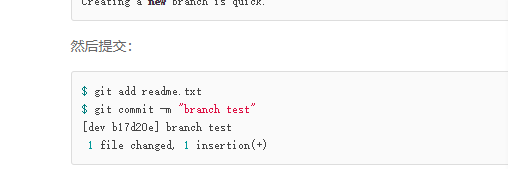 Creating a new branch is quick.
然后提交：
$ git add readme.txt
$ git commit -m "branch test"
[dev b17d20e] branch test
 1 file changed, 1 insertion(+)